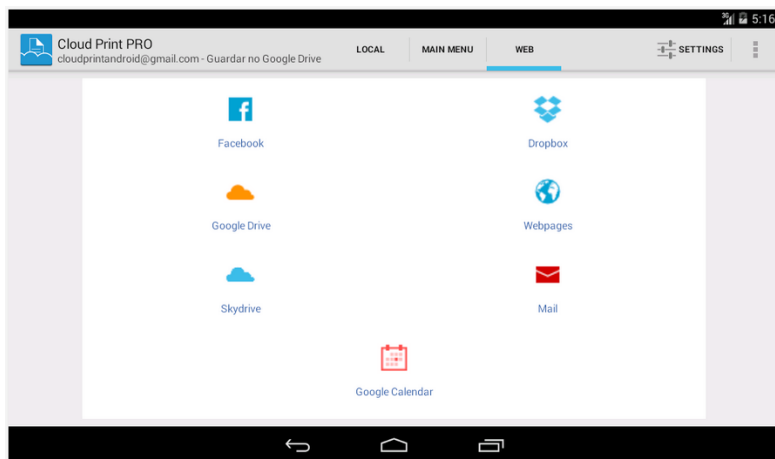 3G 5:16
Cloud Print PRO
cloudprintandroid@gmail.com - Guardar no Google Drive
LOCAL
MAIN MENU
WEB
SETTINGS
Facebook
Dropbox
Google Drive
Webpages
Skydrive
Mail
Google Calendar